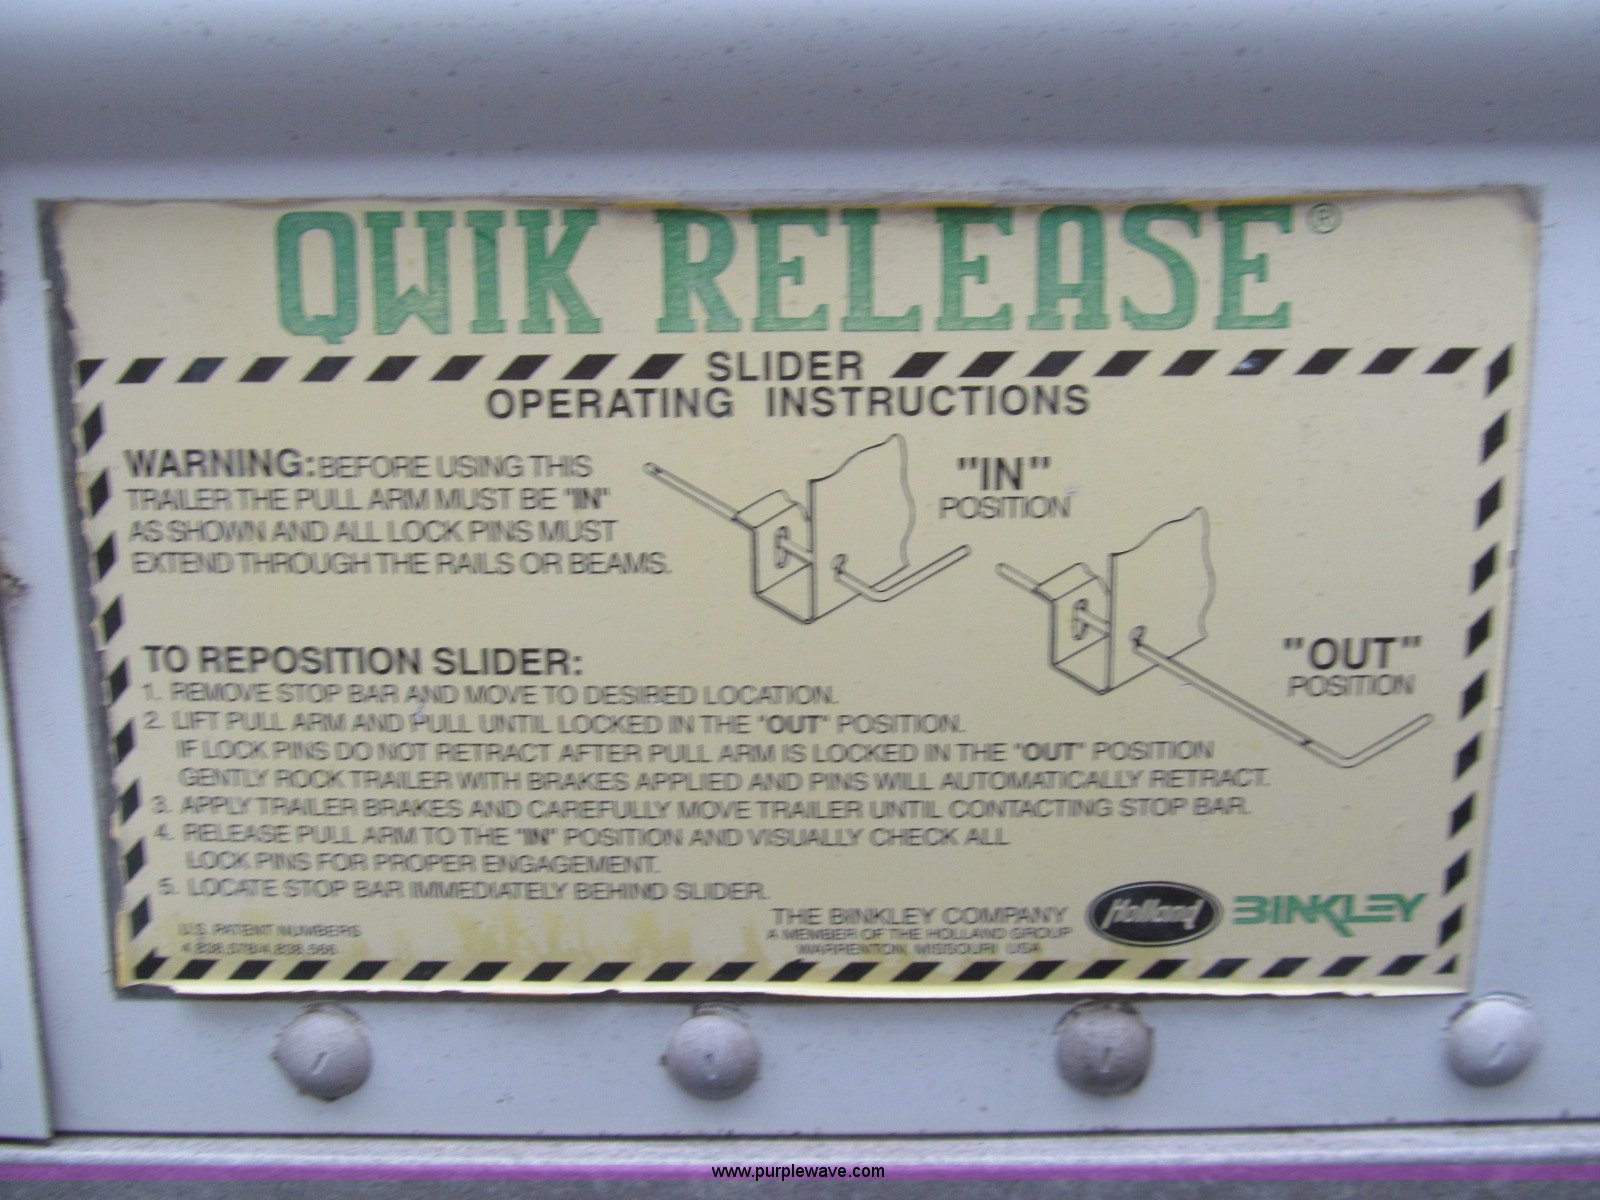 QWIK RELEASE®
SLIDER
OPERATING INSTRUCTIONS
WARNING: BEFORE USING THIS
TRAILER THE PULL ARM MUST BE "IN"
AS SHOWN AND ALL LOCK PINS MUST
EXTEND THROUGH THE RAILS OR BEAMS.
"IN"
POSITION
"OUT"
POSITION
TO REPOSITION SLIDER:
1. REMOVE STOP BAR AND MOVE TO DESIRED LOCATION.
2. LIFT PULL ARM AND PULL UNTIL LOCKED IN THE "OUT" POSITION.
IF LOCK PINS DO NOT RETRACT AFTER PULL ARM IS LOCKED IN THE "OUT" POSITION
GENTLY ROCK TRAILER WITH BRAKES APPLIED AND PINS WILL AUTOMATICALLY RETRACT.
3. APPLY TRAILER BRAKES AND CAREFULLY MOVE TRAILER UNTIL CONTACTING STOP BAR.
4. RELEASE PULL ARM TO THE "IN" POSITION AND VISUALLY CHECK ALL
LOCK PINS FOR PROPER ENGAGEMENT.
5. LOCATE STOP BAR IMMEDIATELY BEHIND SLIDER.
U.S. PATENT NUMBERS
THE BINKLEY COMPANY
A MEMBER OF THE HOLLAND GROUP
WARRENTON, MISSOURI USA
Holland
BINKLEY
www.purplewave.com